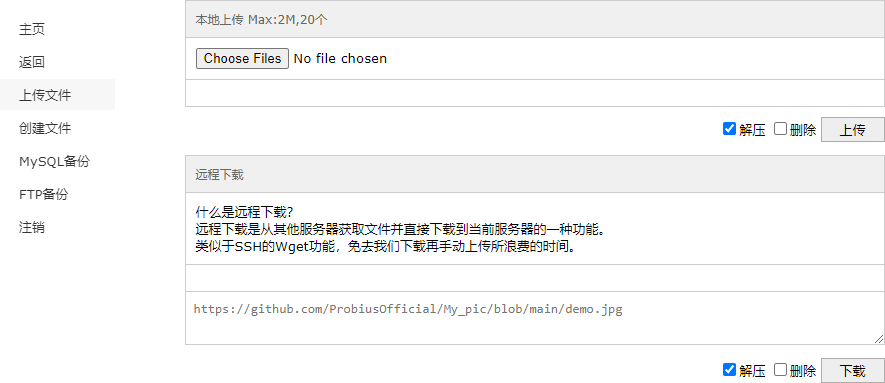 主页
返回
上传文件
创建文件
MySQL备份
FTP备份
注销
本地上传 Max:2M,20个
Choose Files No file chosen
解压 删除 上传
远程下载
什么是远程下载?
远程下载是从其他服务器获取文件并直接下载到当前服务器的一种功能。
类似于SSH的Wget功能，免去我们下载再手动上传所浪费的时间。
https://github.com/ProbiusOfficial/My_pic/blob/main/demo.jpg
解压 删除 下载